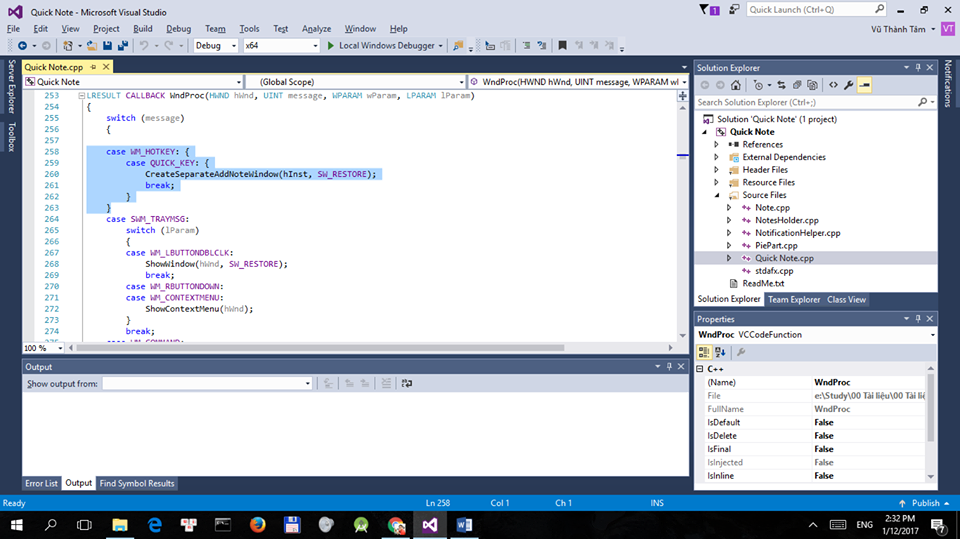 Quick Note - Microsoft Visual Studio
1
Quick Launch (Ctrl+Q)
File Edit View Project Build Debug Team Tools Test Analyze Window Help
Vũ Thành Tâm
VT
Debug x64 Local Windows Debugger
Server Explorer
Toolbox
Quick Note.cpp
Quick Note (Global Scope) WndProc(HWND hWnd, UINT message, WPARAM wl
253 LRESULT CALLBACK WndProc(HWND hWnd, UINT message, WPARAM wParam, LPARAM lParam)
254 {
255 switch (message)
256 {
257
258 case WM_HOTKEY: {
259 case QUICK_KEY: {
260 CreateSeparateAddNoteWindow(hInst, SW_RESTORE);
261 break;
262 }
263 }
264 case SWM_TRAYMSG:
265 switch (lParam)
266 {
267 case WM_LBUTTONDBLCLK:
268 ShowWindow(hWnd, SW_RESTORE);
269 break;
270 case WM_RBUTTONDOWN:
271 case WM_CONTEXTMENU:
272 ShowContextMenu(hWnd);
273 }
274 break;
case WM_COMMAND:
100 %
Solution Explorer
Search Solution Explorer (Ctrl+;)
Solution 'Quick Note' (1 project)
Quick Note
References
External Dependencies
Header Files
Resource Files
Source Files
Note.cpp
NotesHolder.cpp
NotificationHelper.cpp
PiePart.cpp
Quick Note.cpp
stdafx.cpp
ReadMe.txt
Solution Explorer Team Explorer Class View
Notifications
Properties
WndProc VCCodeFunction
C++
(Name) WndProc
File e:\Study\00 Tài liệu\00 Tài liệ
FullName WndProc
IsDefault False
IsDelete False
IsFinal False
IsInjected False
IsInline False
Output
Show output from:
Error List Output Find Symbol Results
Ready Ln 258 Col 1 Ch 1 INS Publish
ENG
2:32 PM
1/12/2017
7